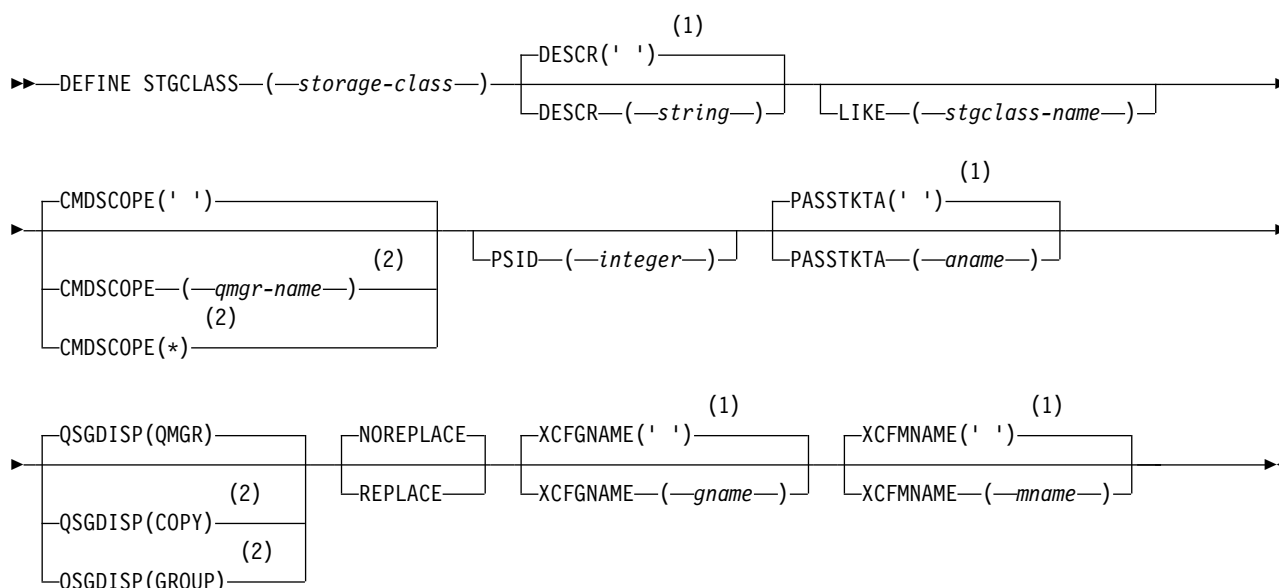 (1)
DESCR(' ')
DEFINE STGCLASS ( storage-class )
DESCR ( string )
LIKE ( stgclass-name )
(1)
CMDSCOPE(' ')
PASSTKTA(' ')
(2)
PSID ( integer )
PASSTKTA ( aname )
CMDSCOPE ( qmgr-name )
(2)
CMDSCOPE(*)
(1) (1)
QSGDISP(QMGR)
NOREPLACE
XCFGNAME(' ')
XCFMNAME(' ')
(2)
REPLACE
XCFGNAME ( gname )
XCFMNAME ( mname )
QSGDISP(COPY)
(2)
QSGDISP(GROUP)